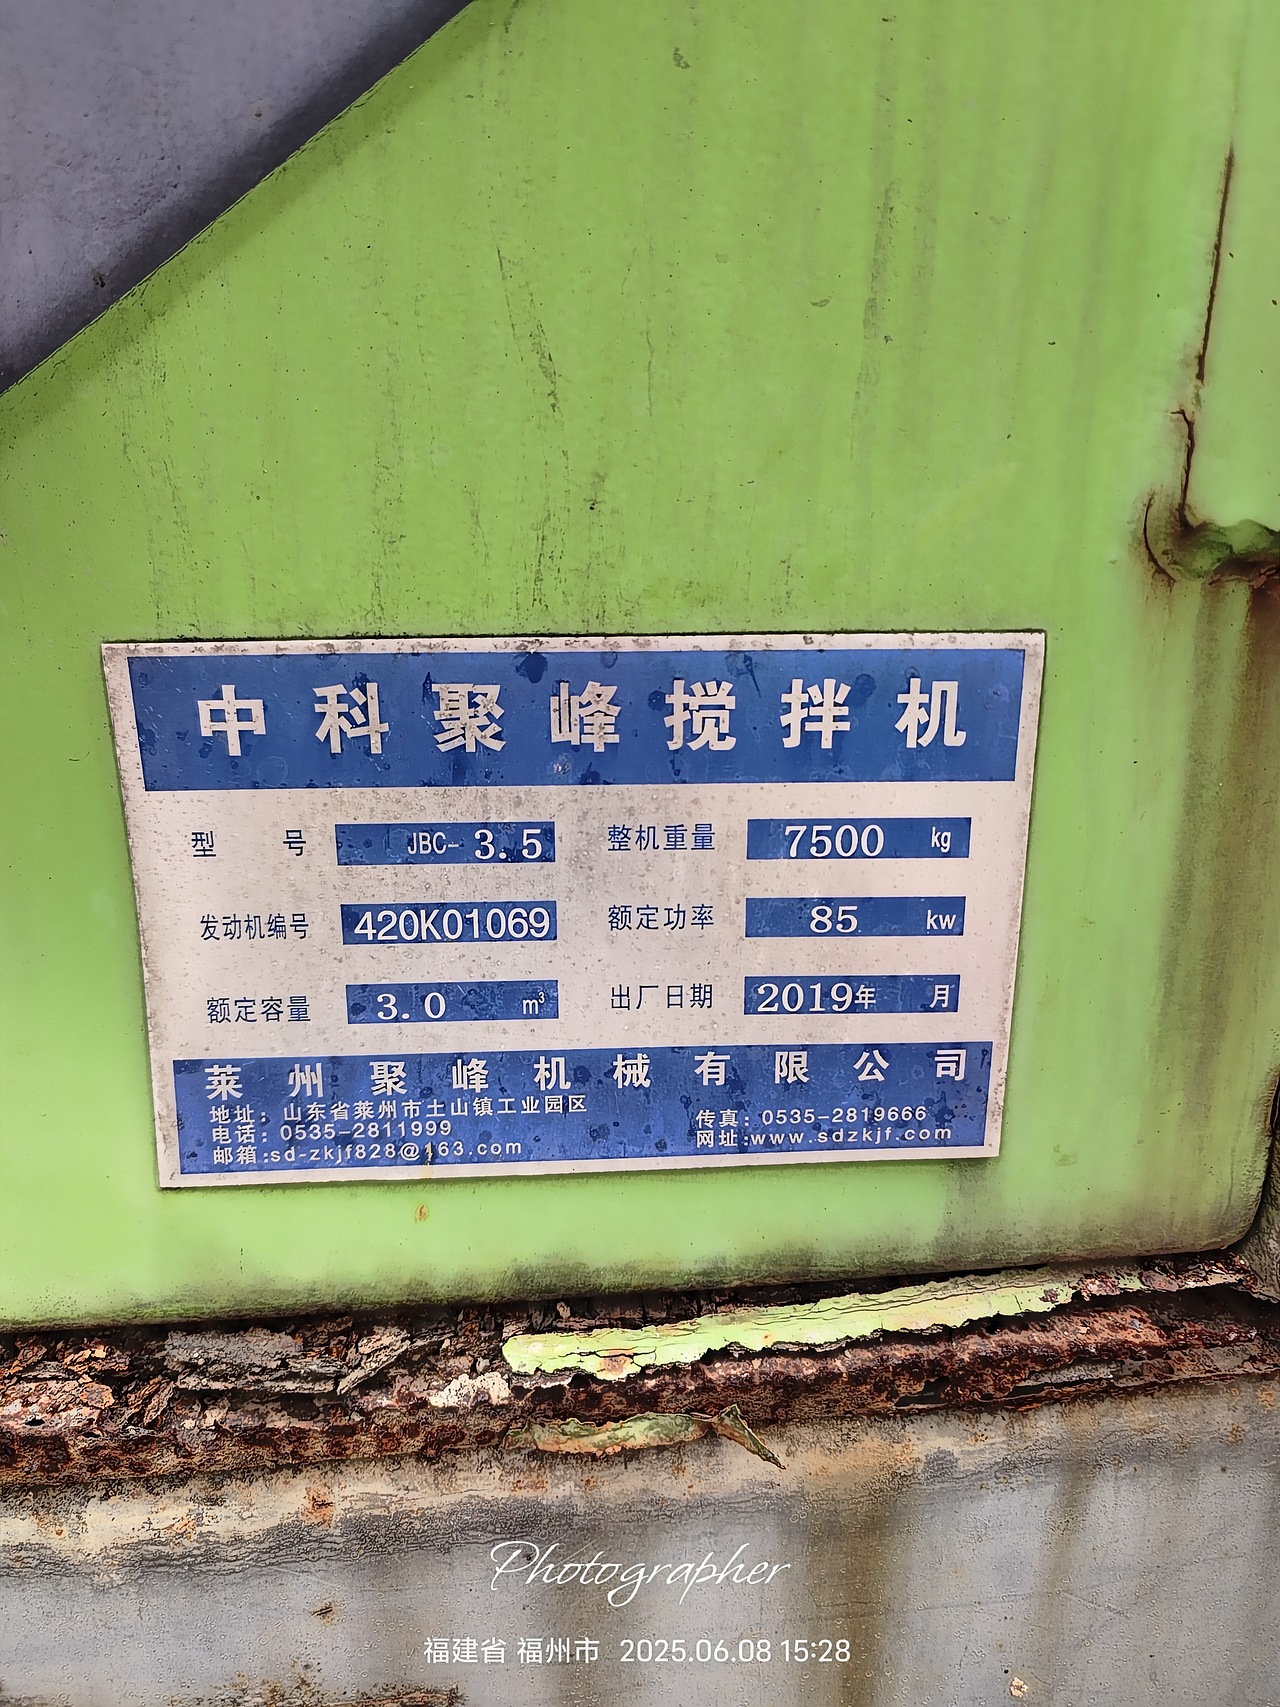 中科聚峰搅拌机
型号 JBC-3.5 整机重量 7500 kg
发动机编号 420K01069 额定功率 85 kw
额定容量 3.0 m³ 出厂日期 2019年 月
莱州聚峰机械有限公司
地址：山东省莱州市土山镇工业园区
电话：0535-2811999
邮箱:sd-zkjf828@163.com
传真：0535-2819666
网址:www.sdzkjf.com
Photographer
福建省 福州市 2025.06.08 15:28